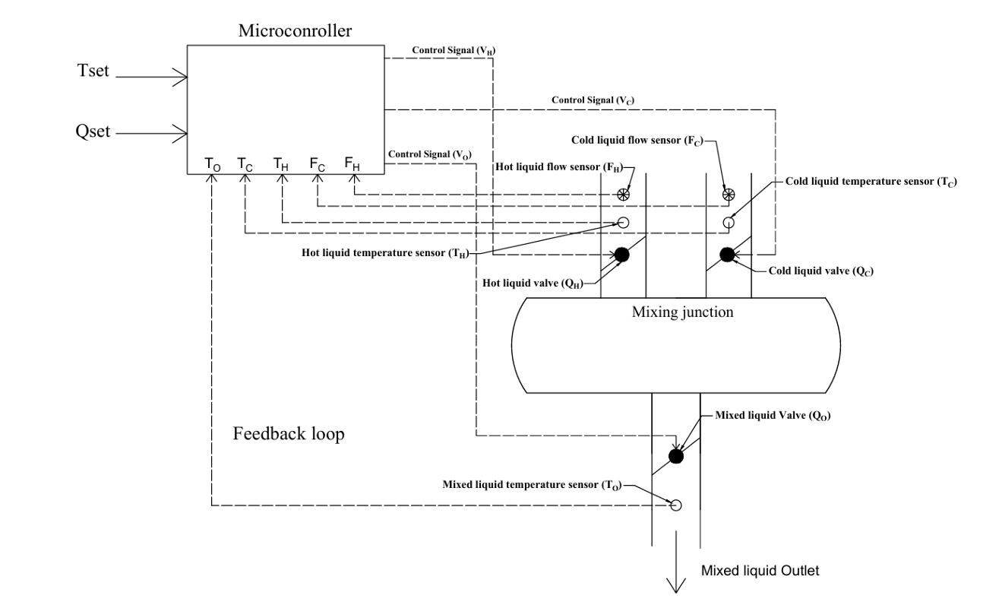 Microconroller
Control Signal (VH)
Tset
Control Signal (VC)
Qset
Cold liquid flow sensor (FC)
Control Signal (VO)
TO TC TH FC FH
Hot liquid flow sensor (FH)
Cold liquid temperature sensor (TC)
Hot liquid temperature sensor (TH)
Cold liquid valve (QC)
Hot liquid valve (QH)
Mixing junction
Mixed liquid Valve (QO)
Feedback loop
Mixed liquid temperature sensor (TO)
Mixed liquid Outlet